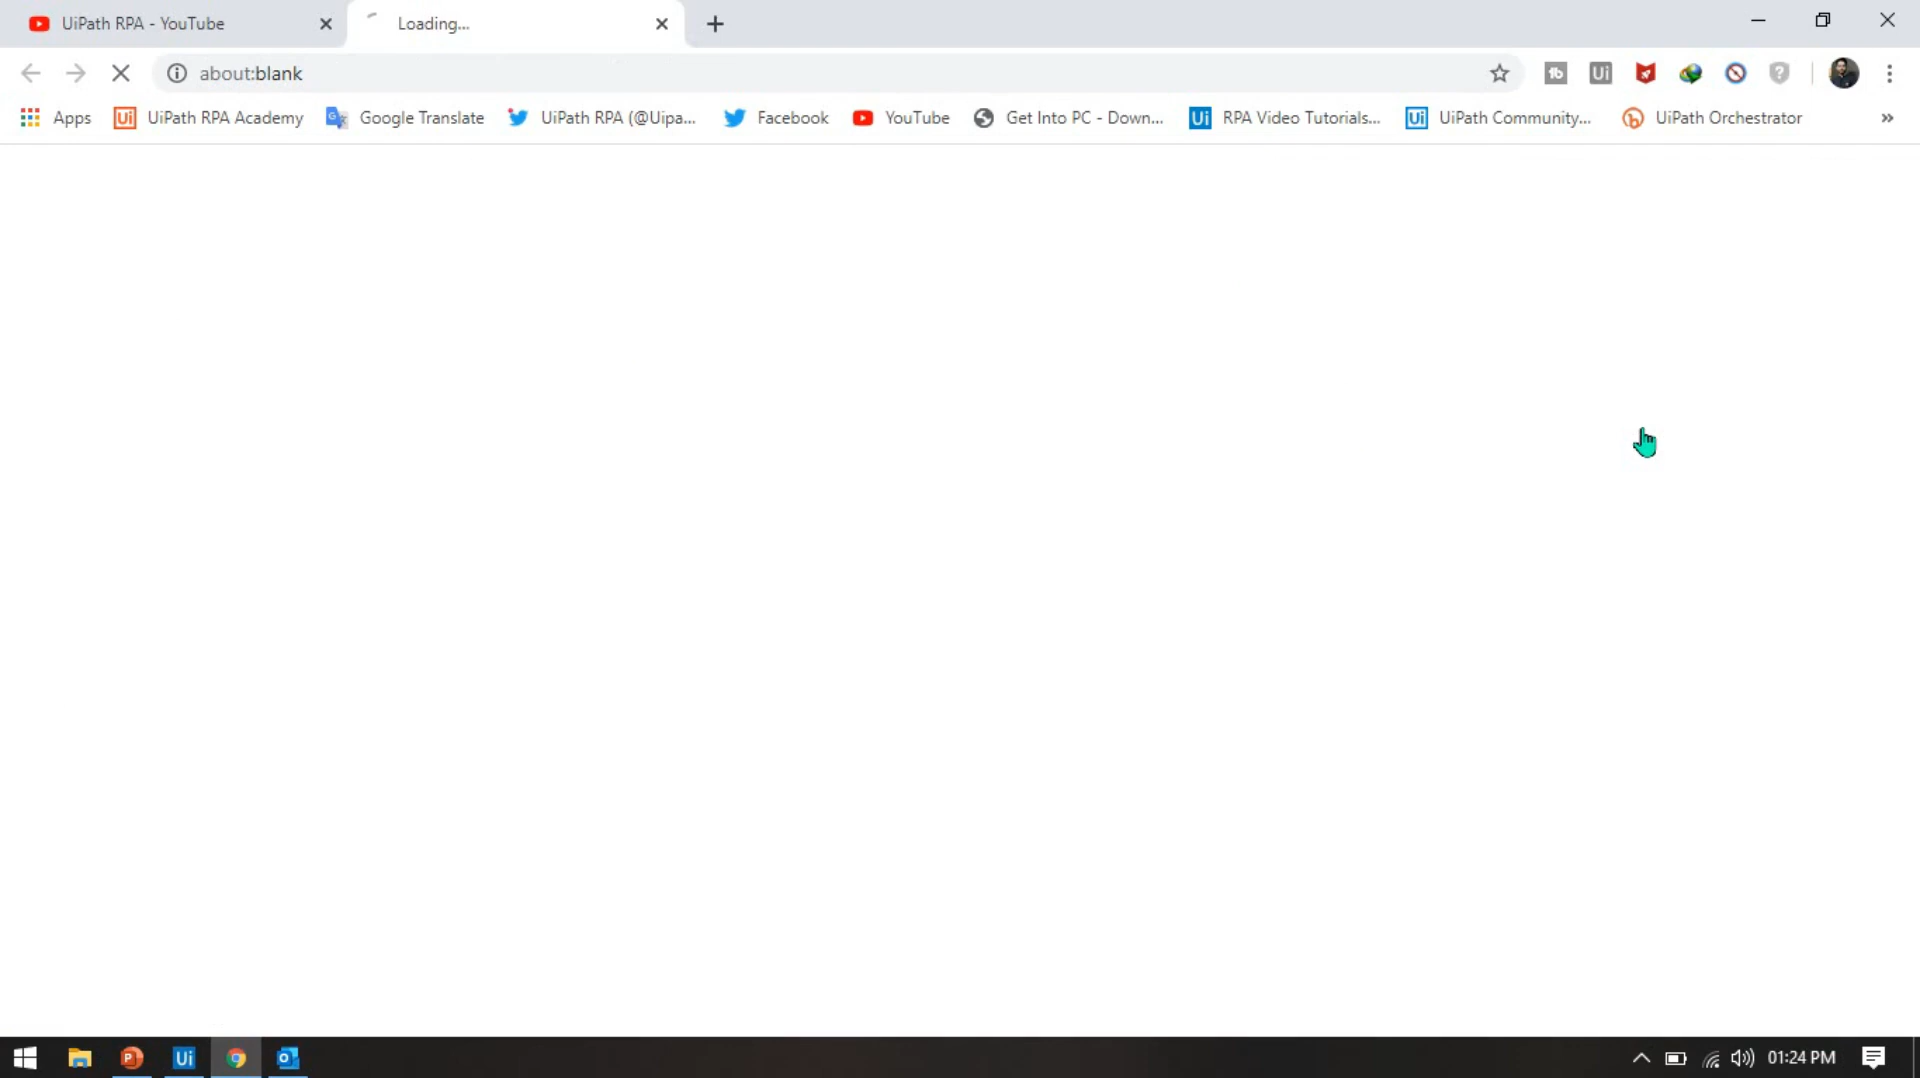 UiPath RPA - YouTube
Loading...
about:blank
Apps
UiPath RPA Academy
Google Translate
UiPath RPA (@Uipa...
Facebook
YouTube
Get Into PC - Down...
RPA Video Tutorials...
UiPath Community...
UiPath Orchestrator
01:24 PM